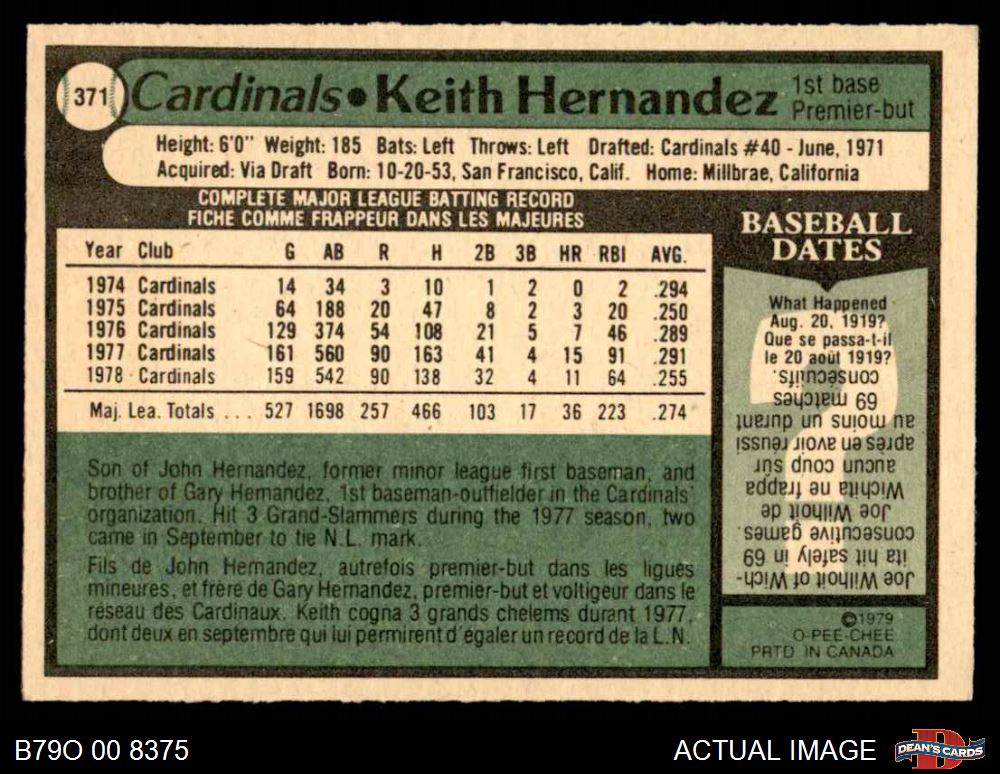 371 Cardinals • Keith Hernandez 1st base
Premier-but
Height: 6'0" Weight: 185 Bats: Left Throws: Left Drafted: Cardinals #40 - June, 1971
Acquired: Via Draft Born: 10-20-53, San Francisco, Calif. Home: Millbrae, California
COMPLETE MAJOR LEAGUE BATTING RECORD
FICHE COMME FRAPPEUR DANS LES MAJEURES
Year Club G AB R H 2B 3B HR RBI AVG.
1974 Cardinals 14 34 3 10 1 2 0 2 .294
1975 Cardinals 64 188 20 47 8 2 3 20 .250
1976 Cardinals 129 374 54 108 21 5 7 46 .289
1977 Cardinals 161 560 90 163 41 4 15 91 .291
1978 Cardinals 159 542 90 138 32 4 11 64 .255
Maj. Lea. Totals . . . 527 1698 257 466 103 17 36 223 .274
Son of John Hernandez, former minor league first baseman, and
brother of Gary Hernandez, 1st baseman-outfielder in the Cardinals'
organization. Hit 3 Grand-Slammers during the 1977 season, two
came in September to tie N.L. mark.
Fils de John Hernandez, autrefois premier-but dans les ligues
mineures, et frère de Gary Hernandez, premier-but et voltigeur dans le
réseau des Cardinaux. Keith cogna 3 grands chelems durant 1977,
dont deux en septembre qui lui permirent d'égaler un record de la L.N.
BASEBALL
DATES
What Happened
Aug. 20, 1919?
Que se passa-t-il
le 20 août 1919?
Joe Wilhoit of Wich-
ita hit safely in 69
consecutive games.
Joe Wilhoit de
Wichita ne frappe
aucun coup sûr
après en avoir réussi
au moins un durant
69 matches
consécutifs.
©1979
O-PEE-CHEE
PRTD IN CANADA
B79O 00 8375
ACTUAL IMAGE
DEAN'S CARDS